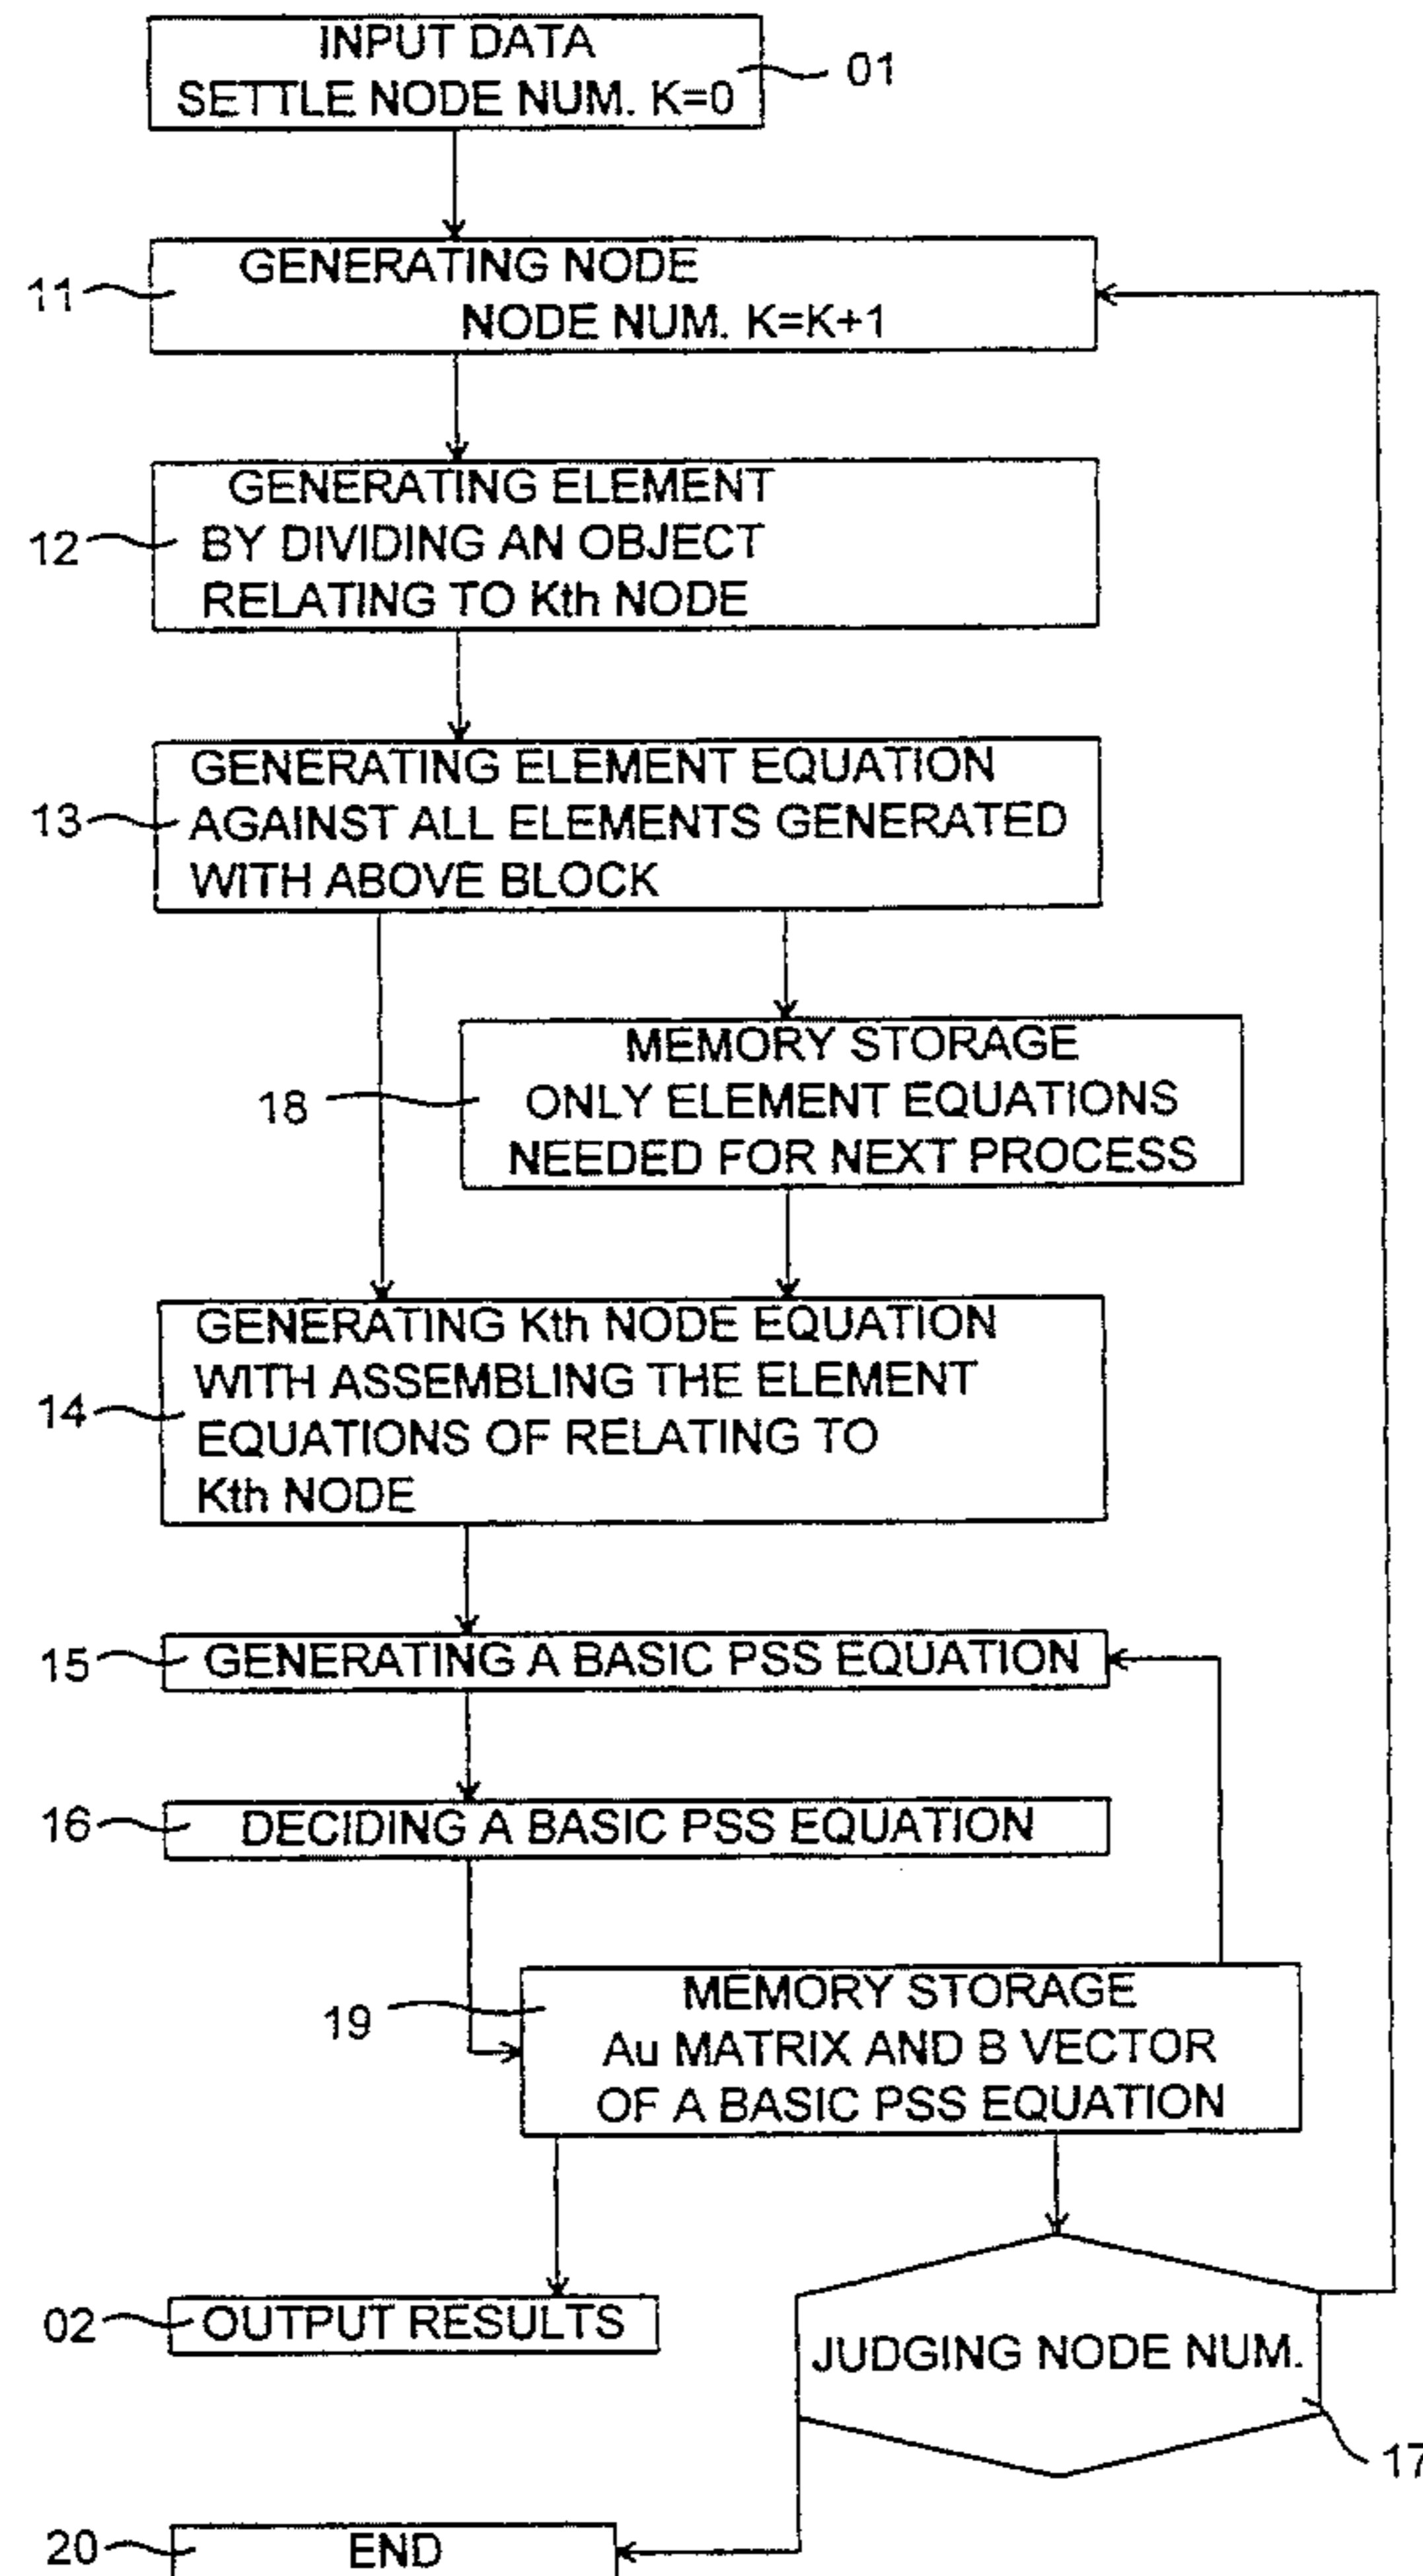 INPUT DATA
SETTLE NODE NUM. K=0
01
GENERATING NODE
NODE NUM. K=K+1
11
GENERATING ELEMENT
BY DIVIDING AN OBJECT
RELATING TO Kth NODE
12
GENERATING ELEMENT EQUATION
AGAINST ALL ELEMENTS GENERATED
WITH ABOVE BLOCK
13
MEMORY STORAGE
ONLY ELEMENT EQUATIONS
NEEDED FOR NEXT PROCESS
18
GENERATING Kth NODE EQUATION
WITH ASSEMBLING THE ELEMENT
EQUATIONS OF RELATING TO
Kth NODE
14
15
GENERATING A BASIC PSS EQUATION
16
DECIDING A BASIC PSS EQUATION
MEMORY STORAGE
Au MATRIX AND B VECTOR
OF A BASIC PSS EQUATION
19
02
OUTPUT RESULTS
JUDGING NODE NUM.
17
20
END